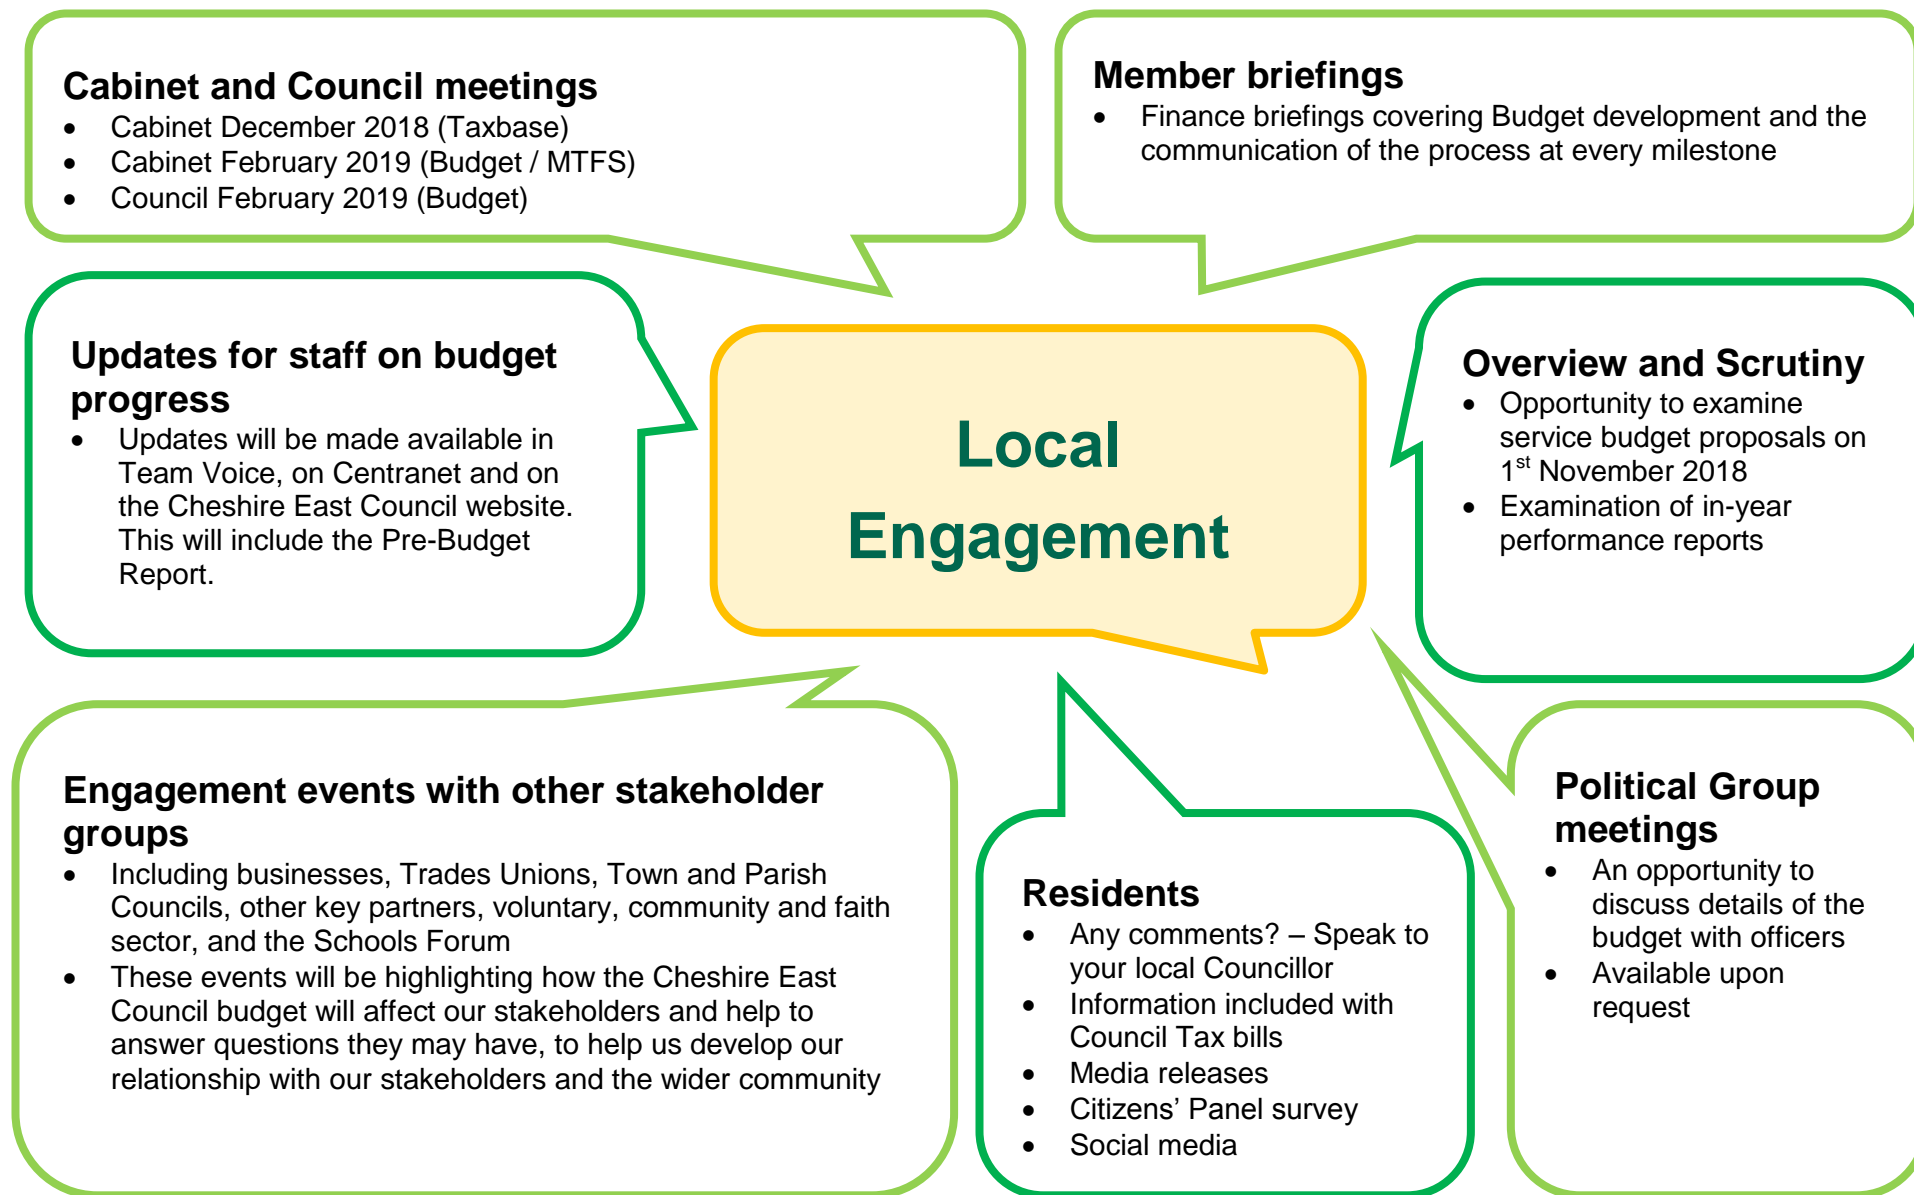 Cabinet and Council meetings
• Cabinet December 2018 (Taxbase)
• Cabinet February 2019 (Budget / MTFS)
• Council February 2019 (Budget)
Member briefings
• Finance briefings covering Budget development and the
communication of the process at every milestone
Updates for staff on budget
progress
• Updates will be made available in
Team Voice, on Centranet and on
the Cheshire East Council website.
This will include the Pre-Budget
Report.
Local
Engagement
Overview and Scrutiny
• Opportunity to examine
service budget proposals on
1st November 2018
• Examination of in-year
performance reports
Engagement events with other stakeholder
groups
• Including businesses, Trades Unions, Town and Parish
Councils, other key partners, voluntary, community and faith
sector, and the Schools Forum
• These events will be highlighting how the Cheshire East
Council budget will affect our stakeholders and help to
answer questions they may have, to help us develop our
relationship with our stakeholders and the wider community
Residents
• Any comments? – Speak to
your local Councillor
• Information included with
Council Tax bills
• Media releases
• Citizens’ Panel survey
• Social media
Political Group
meetings
• An opportunity to
discuss details of the
budget with officers
• Available upon
request